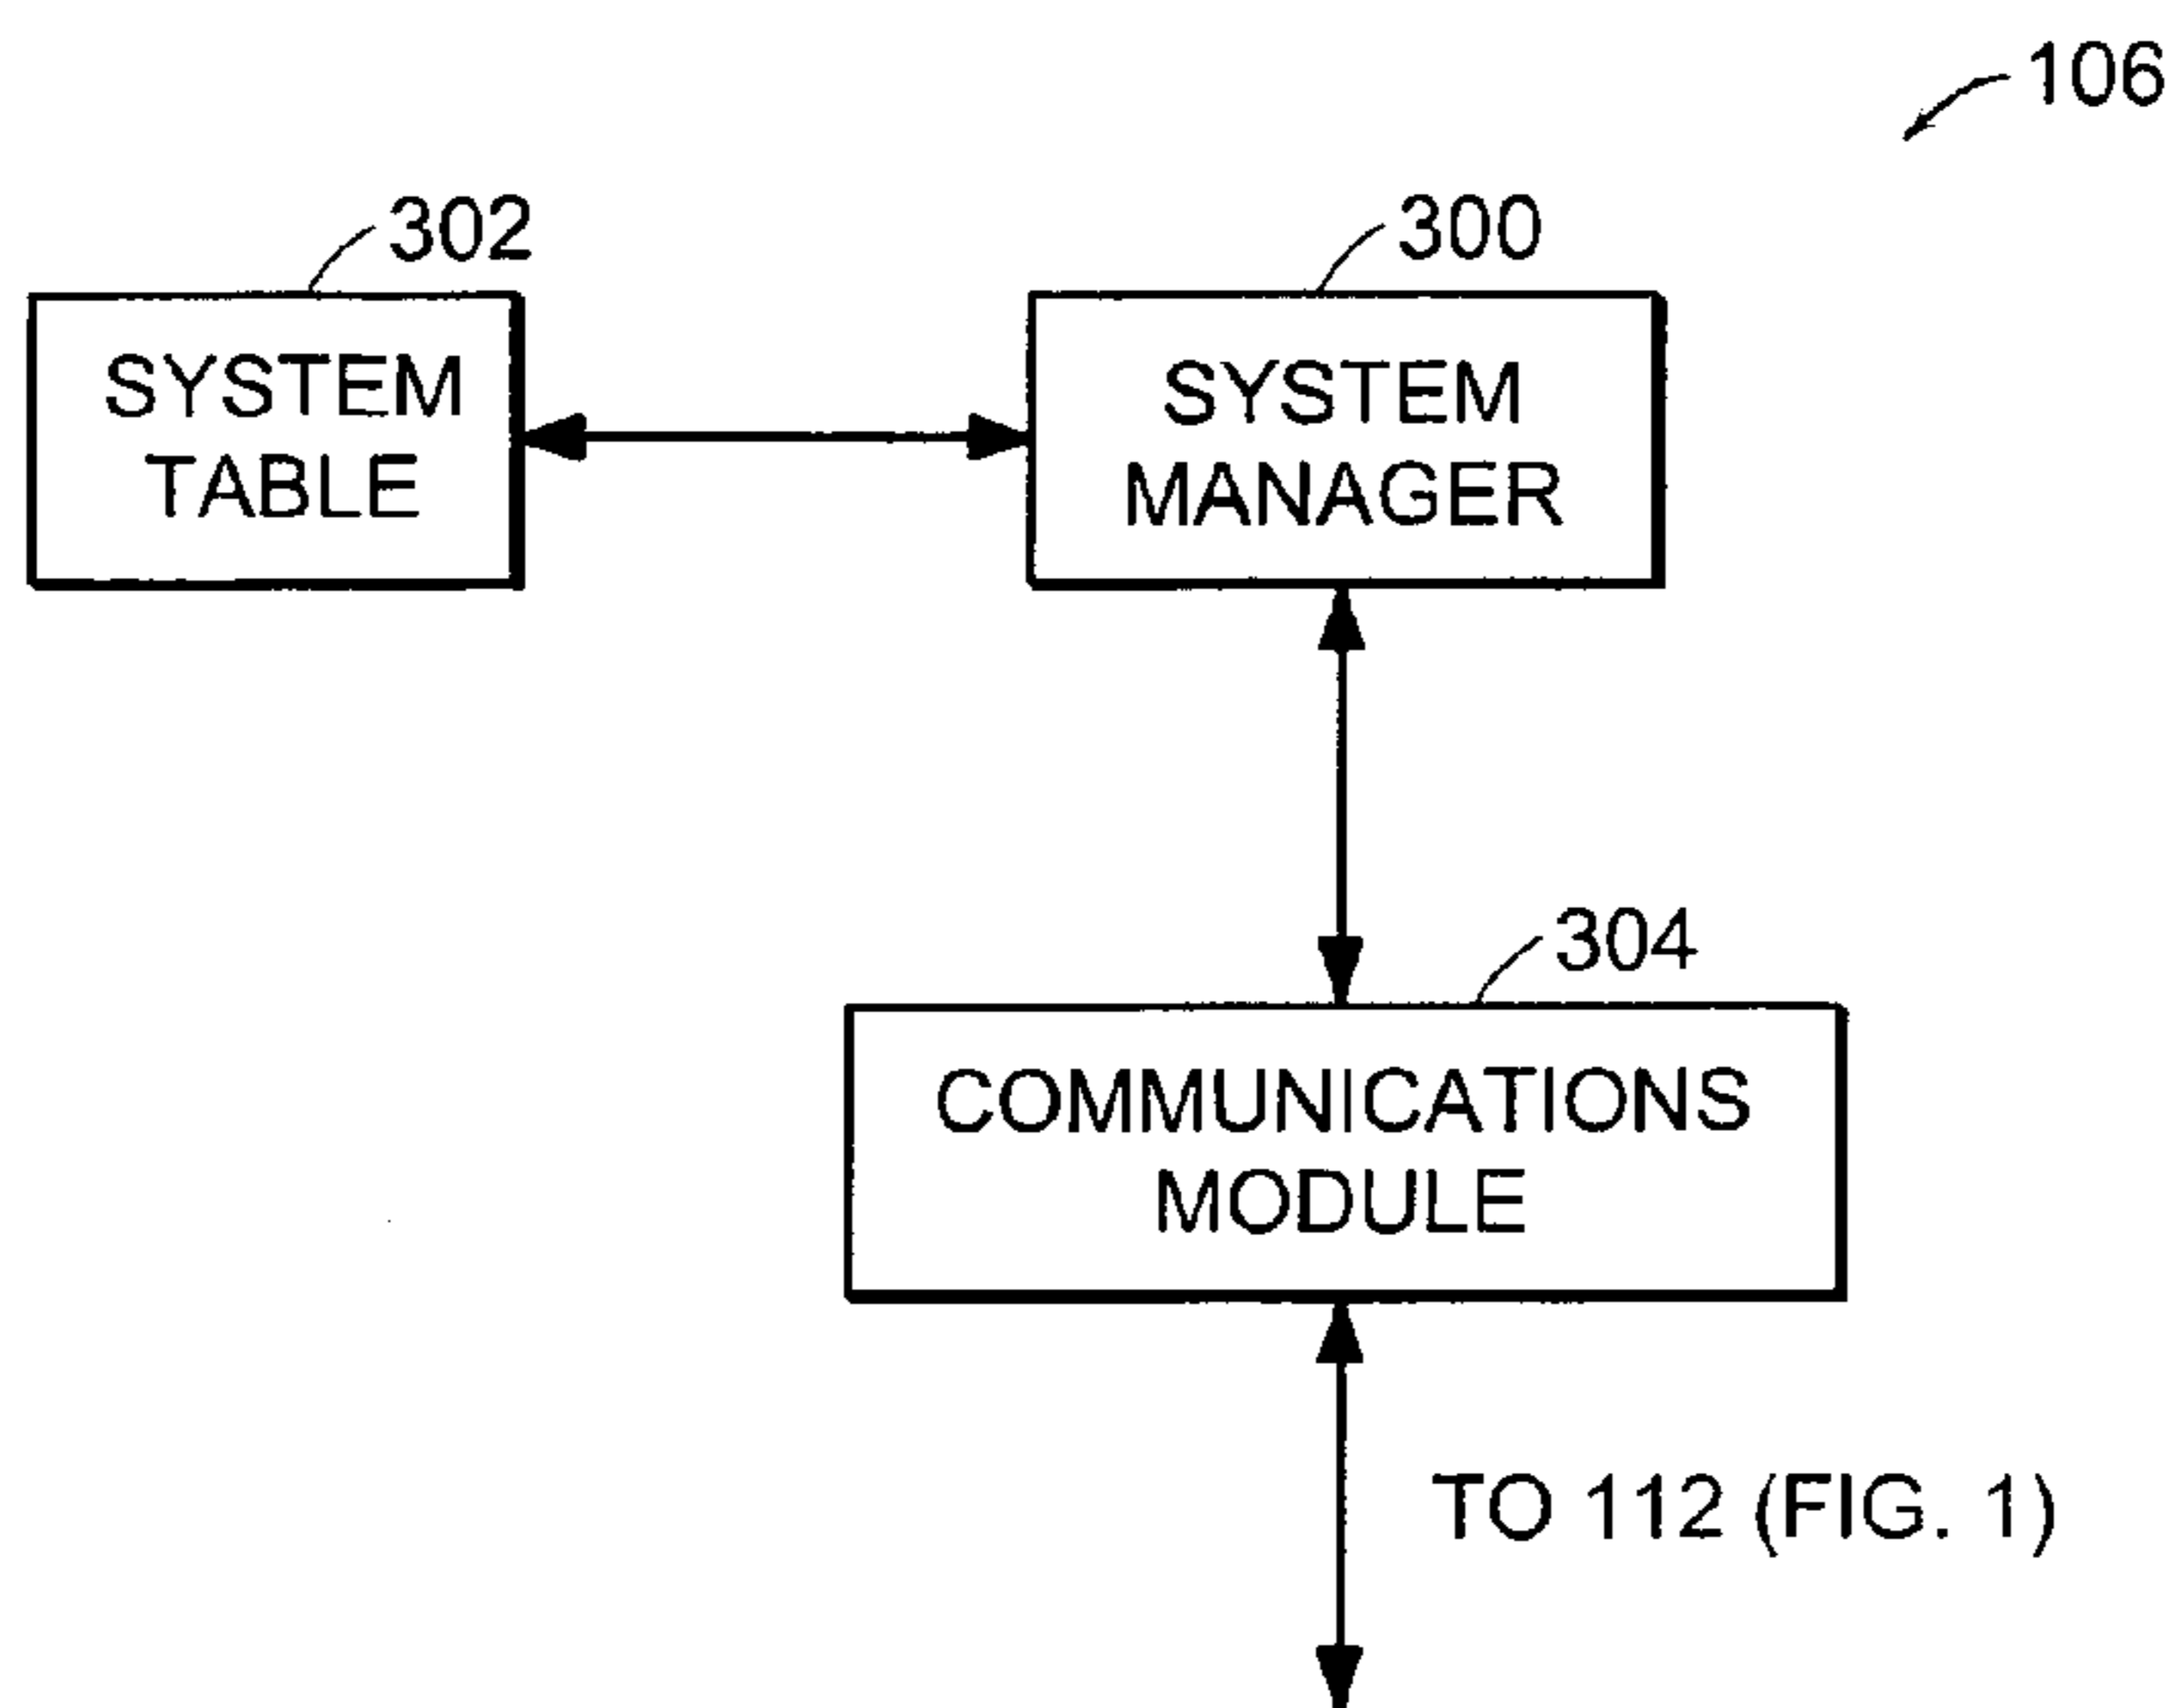 106
302
300
SYSTEM
TABLE
SYSTEM
MANAGER
304
COMMUNICATIONS
MODULE
TO 112 (FIG. 1)